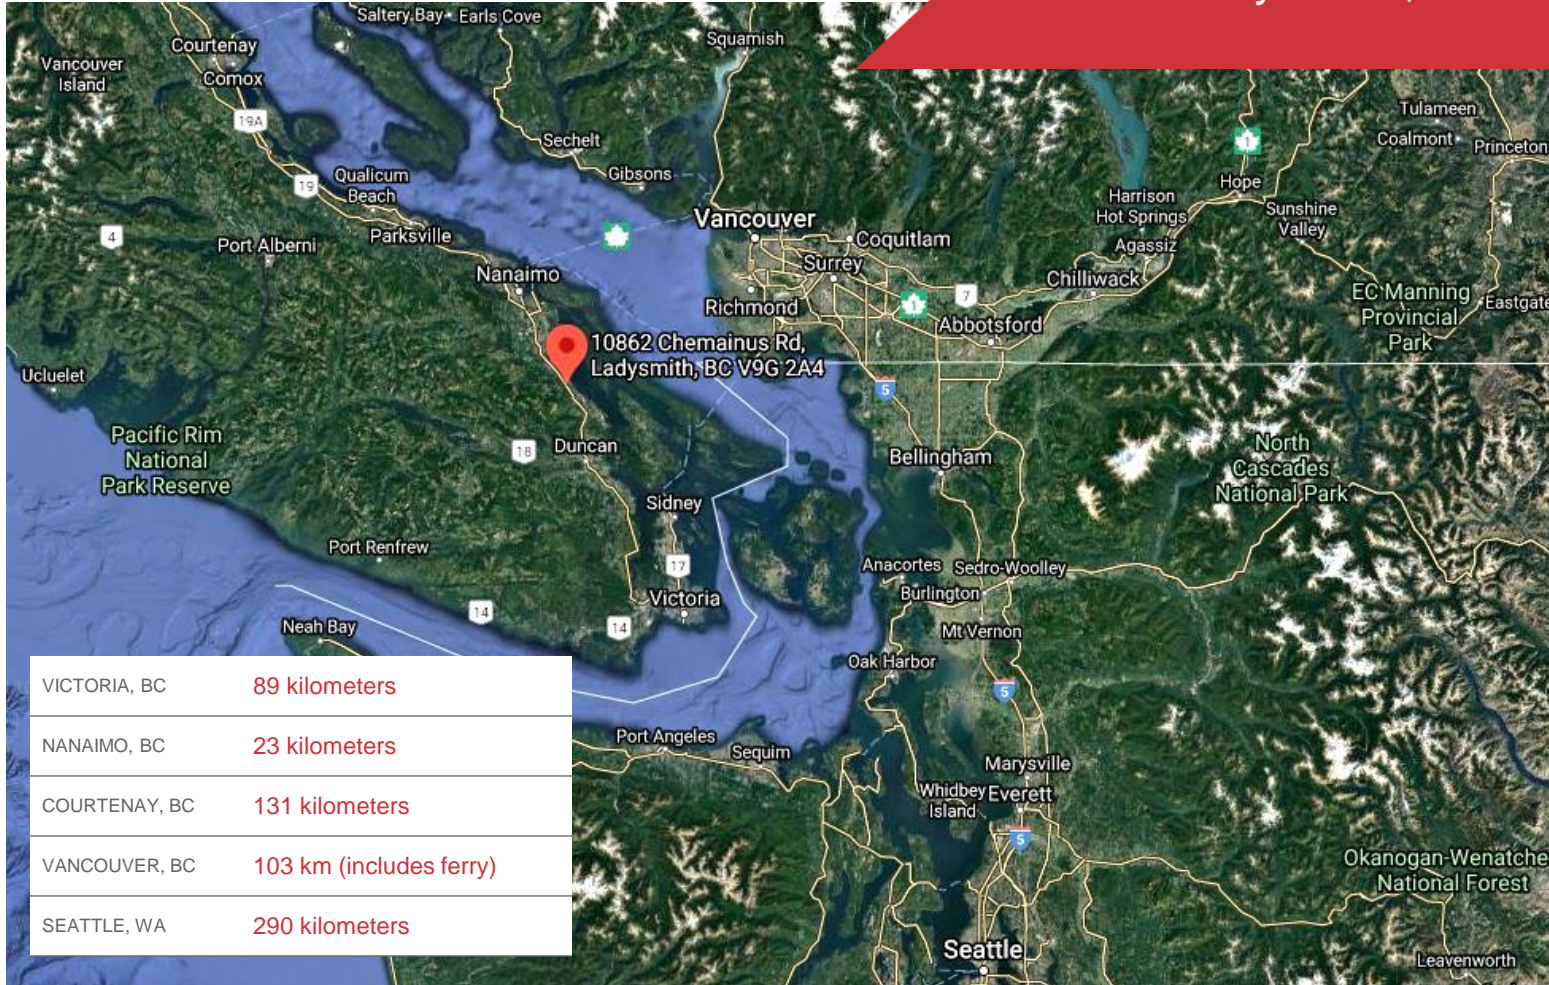 Saltery Bay
Earls Cove
Courtenay
Squamish
Vancouver
Island
Comox
19A
Tulameen
Coalmont
Princeton
Sechelt
1
Qualicum
Beach
19
Gibsons
Hope
Harrison
Hot Springs
Sunshine
Valley
Vancouver
4
Port Alberni
Parksville
Coquitlam
Agassiz
Surrey
Nanaimo
Chilliwack
Richmond
1
7
EC Manning
Provincial
Park
Eastgate
Abbotsford
10862 Chemainus Rd,
Ladysmith, BC V9G 2A4
Ucluelet
5
Pacific Rim
National
Park Reserve
18
Duncan
Bellingham
North
Cascades
National Park
Sidney
Port Renfrew
17
Anacortes
Sedro-Woolley
Burlington
Victoria
14
14
Neah Bay
Mt Vernon
Oak Harbor
5
VICTORIA, BC 89 kilometers
NANAIMO, BC 23 kilometers
COURTENAY, BC 131 kilometers
VANCOUVER, BC 103 km (includes ferry)
SEATTLE, WA 290 kilometers
Port Angeles
Sequim
Marysville
Whidbey
Island
Everett
5
Okanogan-Wenatche
National Forest
Seattle
Leavenworth